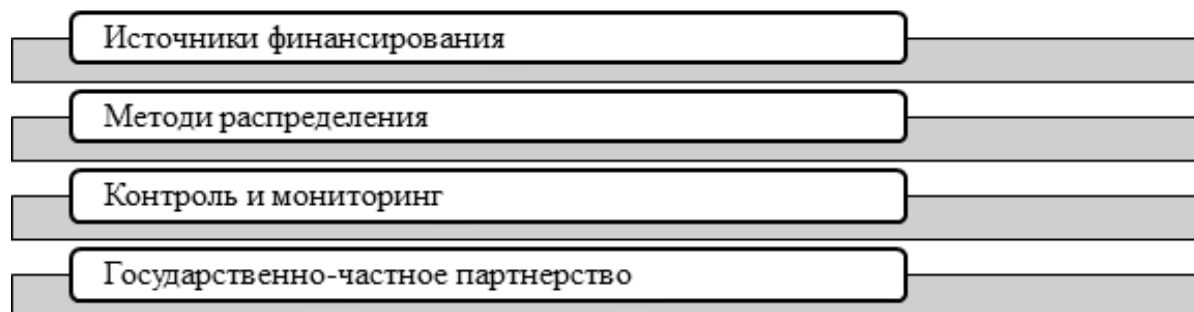 Источники финансирования
Методи распределения
Контроль и мониторинг
Государственно-частное партнерство